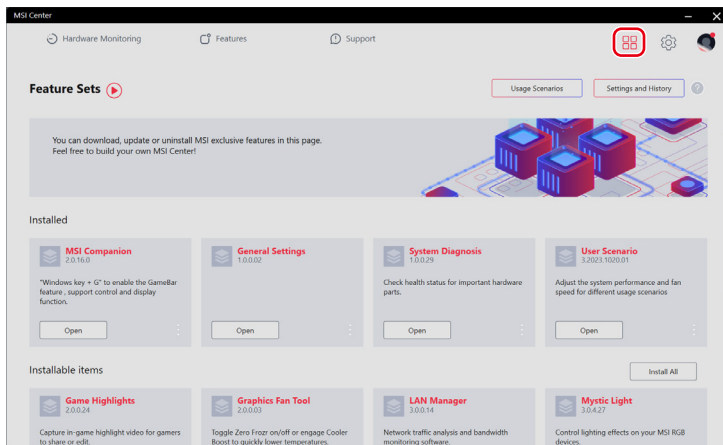 MSI Center
Hardware Monitoring
Features
Support
Feature Sets
Usage Scenarios
Settings and History
?
You can download, update or uninstall MSI exclusive features in this page.
Feel free to build your own MSI Center!
Installed
MSI Companion
2.0.16.0
"Windows key + G" to enable the GameBar
feature , support control and display
function.
Open
General Settings
1.0.0.02
Open
System Diagnosis
1.0.0.29
Check health status for important hardware
parts.
Open
User Scenario
3.2023.1020.01
Adjust the system performance and fan
speed for different usage scenarios
Open
Installable items
Install All
Game Highlights
2.0.0.24
Capture in-game highlight video for gamers
to share or edit.
Graphics Fan Tool
2.0.0.03
Toggle Zero Frozr on/off or engage Cooler
Boost to quickly lower temperatures.
LAN Manager
3.0.0.14
Network traffic analysis and bandwidth
monitoring software.
Mystic Light
3.0.4.27
Control lighting effects on your MSI RGB
devices.